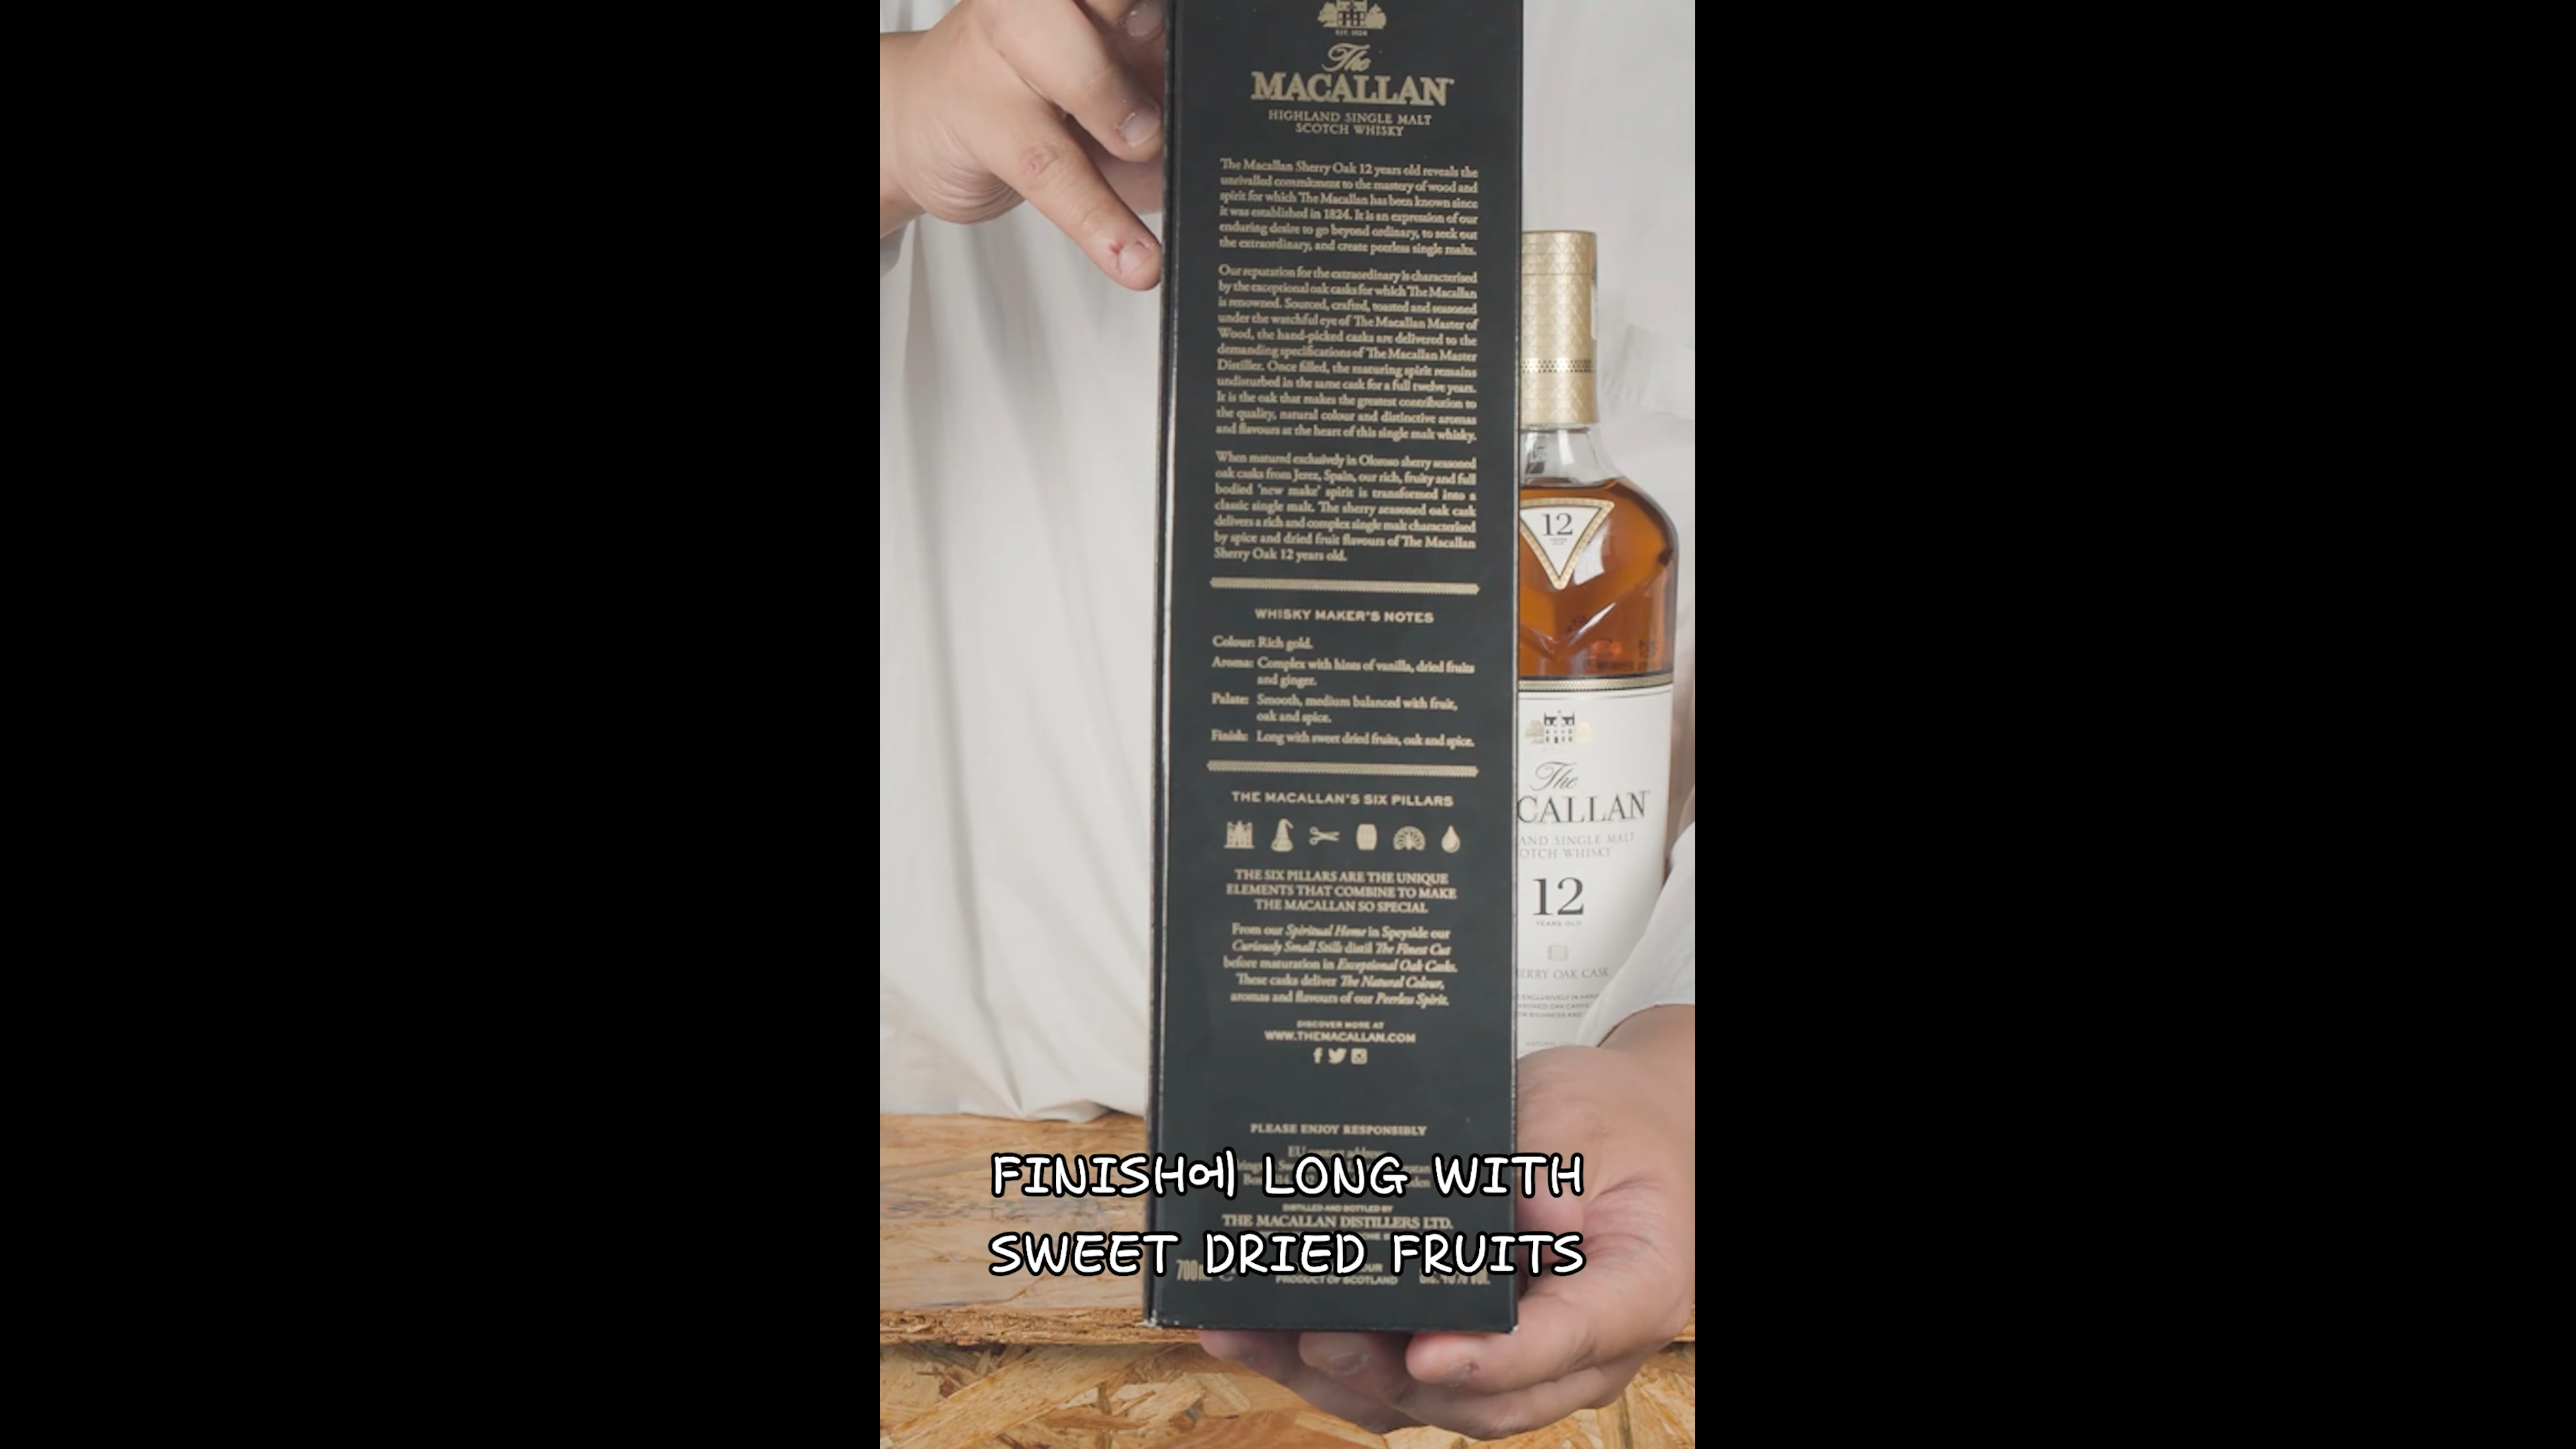 EST. 1824
The
MACALLAN
HIGHLAND SINGLE MALT
SCOTCH WHISKY
The Macallan Sherry Oak 12 years old reveals the
unrivalled commitment to the mastery of wood and
spirit for which The Macallan has been known since
it was established in 1824. It is an expression of our
enduring desire to go beyond ordinary, to seek out
the extraordinary, and create peerless single malts.
Our reputation for the extraordinary is characterised
by the exceptional oak casks for which The Macallan
is renowned. Sourced, crafted, toasted and seasoned
under the watchful eye of The Macallan Master of
Wood, the hand-picked casks are delivered to the
demanding specifications of The Macallan Master
Distiller. Once filled, the maturing spirit remains
undisturbed in the same cask for a full twelve years.
It is the oak that makes the greatest contribution to
the quality, natural colour and distinctive aromas
and flavours at the heart of this single malt whisky.
When matured exclusively in Oloroso sherry seasoned
oak casks from Jerez, Spain, our rich, fruity and full
bodied 'new make' spirit is transformed into a
classic single malt. The sherry seasoned oak cask
delivers a rich and complex single malt characterised
by spice and dried fruit flavours of The Macallan
Sherry Oak 12 years old.
WHISKY MAKER'S NOTES
Colour: Rich gold.
Aroma: Complex with hints of vanilla, dried fruits
and ginger.
Palate: Smooth, medium balanced with fruit,
oak and spice.
Finish: Long with sweet dried fruits, oak and spice.
THE MACALLAN'S SIX PILLARS
THE SIX PILLARS ARE THE UNIQUE
ELEMENTS THAT COMBINE TO MAKE
THE MACALLAN SO SPECIAL
From our Spiritual Home in Speyside our
Curiously Small Stills distil The Finest Cut
before maturation in Exceptional Oak Casks.
These casks deliver The Natural Colour,
aromas and flavours of our Peerless Spirit.
DISCOVER MORE AT
WWW.THEMACALLAN.COM
PLEASE ENJOY RESPONSIBLY
DISTILLED AND BOTTLED BY
THE MACALLAN DISTILLERS LTD.
PRODUCT OF SCOTLAND
12
The
CALLAN
AND SINGLE MALT
OTCH WHISKY
12
YEARS OLD
ERRY OAK CASK
FINISH에 LONG WITH
SWEET DRIED FRUITS